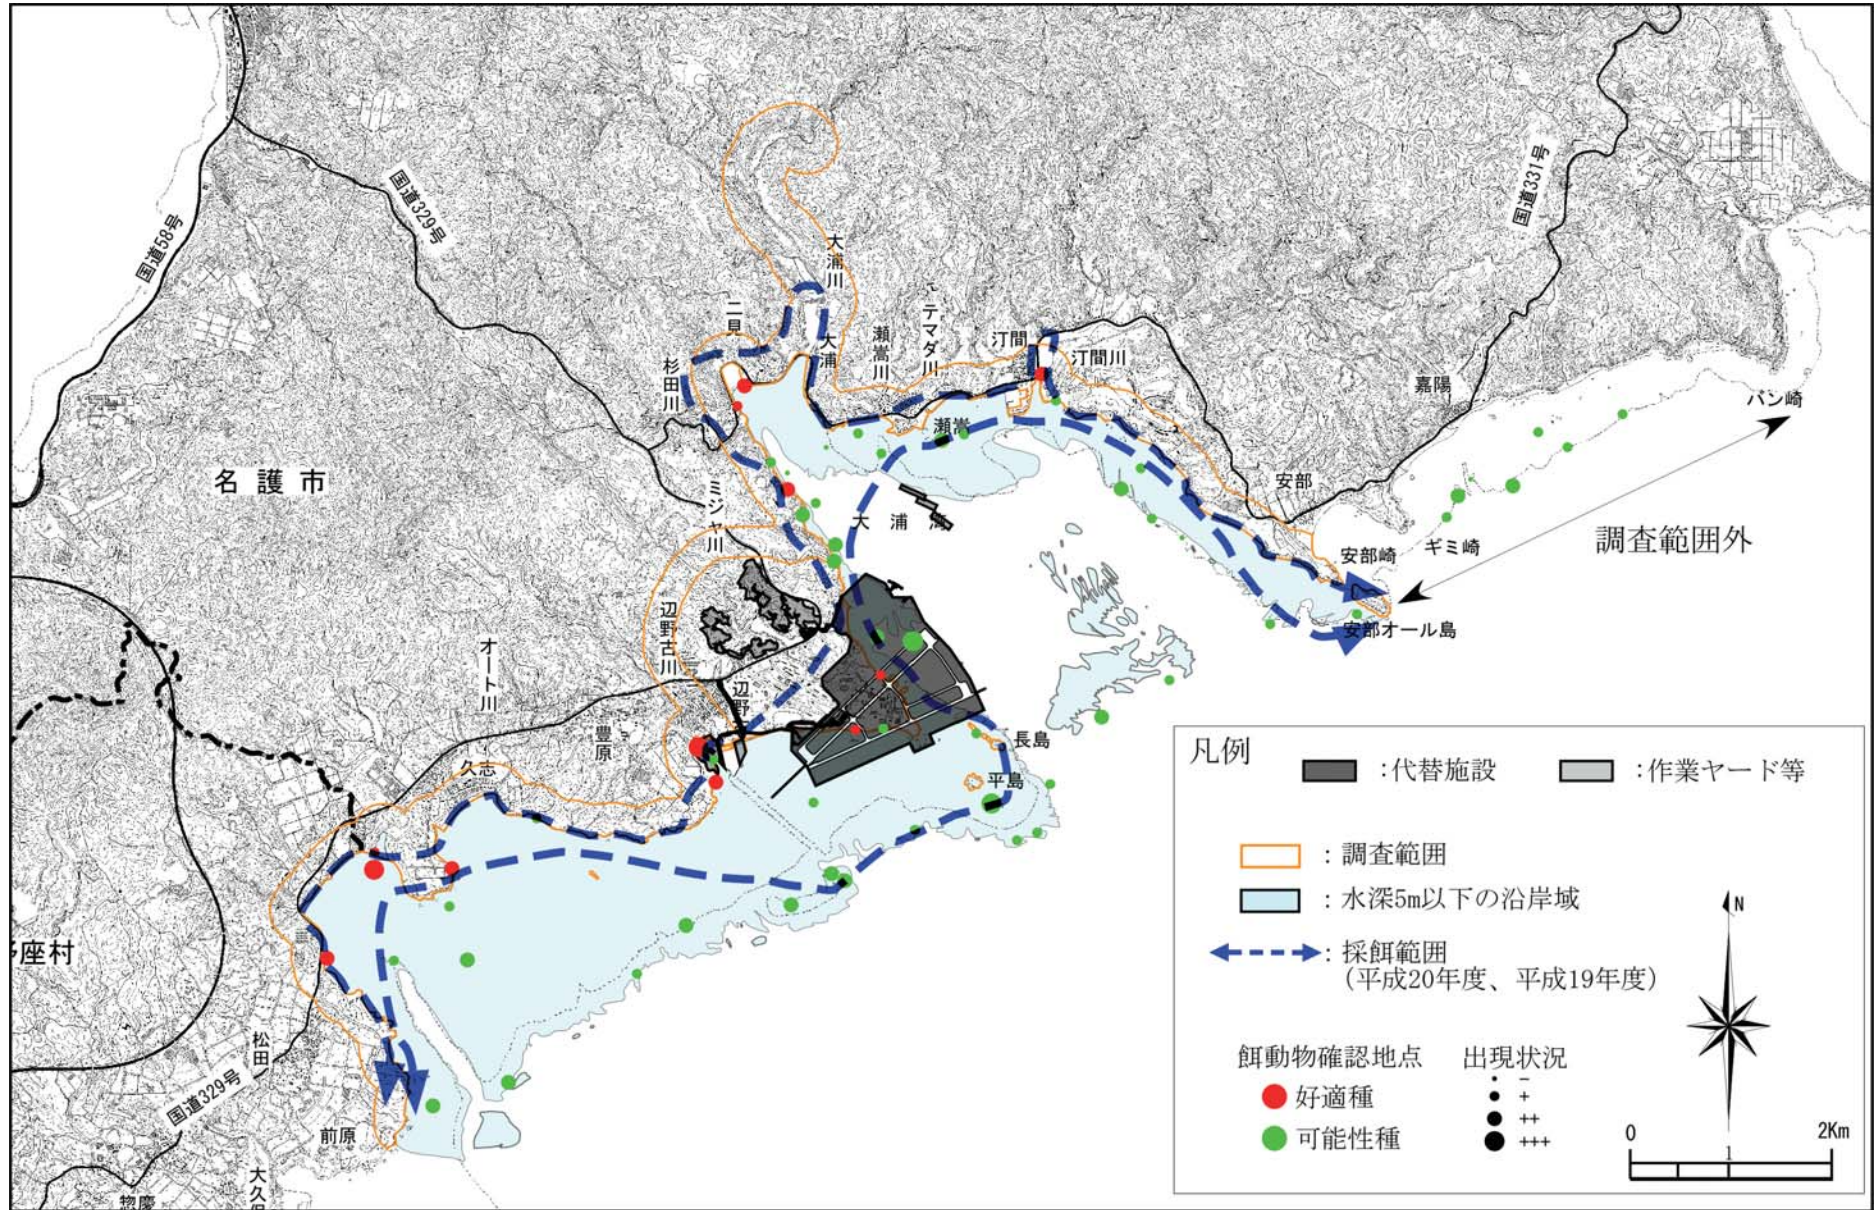 国道58号
国道329号
国道331号
大浦川
二見
大浦
瀬嵩川
テマダ川
汀間
汀間川
杉田川
嘉陽
バン崎
瀬嵩
安部
名護市
ミジャ川
大浦湾
ギミ崎
調査範囲外
安部崎
安部オール島
辺野古川
オート川
辺野
豊原
長島
久志
平島
座村
松田
国道329号
前原
惣慶
大久保
凡例
:代替施設
:作業ヤード等
:調査範囲
:水深5m以下の沿岸域
:採餌範囲
(平成20年度、平成19年度)
N
餌動物確認地点
出現状況
−
好適種
+
++
可能性種
+++
0
1
2Km